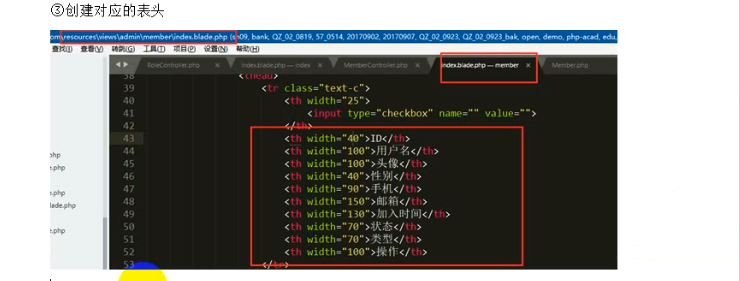 ③创建对应的表头
om\resources\views\admin\member\index.blade.php (sh09, bank, QZ_02_0819, 57_0514, 20170902, 20170907, QZ_02_0923, QZ_02_0923_bak, open, demo, php-acad, edu,
查找(I) 查看(V) 转跳(G) 工具(T) 项目(P) 设置(N) 帮助(H)
RoleController.php × index.blade.php — index × MemberController.php × index.blade.php — member × Member.php
38 <thead>
39 <tr class="text-c">
40 <th width="25">
41 <input type="checkbox" name="" value="">
42 </th>
43 <th width="40">ID</th>
44 <th width="100">用户名</th>
45 <th width="100">头像</th>
46 <th width="40">性别</th>
47 <th width="90">手机</th>
48 <th width="150">邮箱</th>
49 <th width="130">加入时间</th>
50 <th width="70">状态</th>
51 <th width="70">类型</th>
52 <th width="100">操作</th>
53 </tr>
.php
e.php
.php
lade.php
e.php